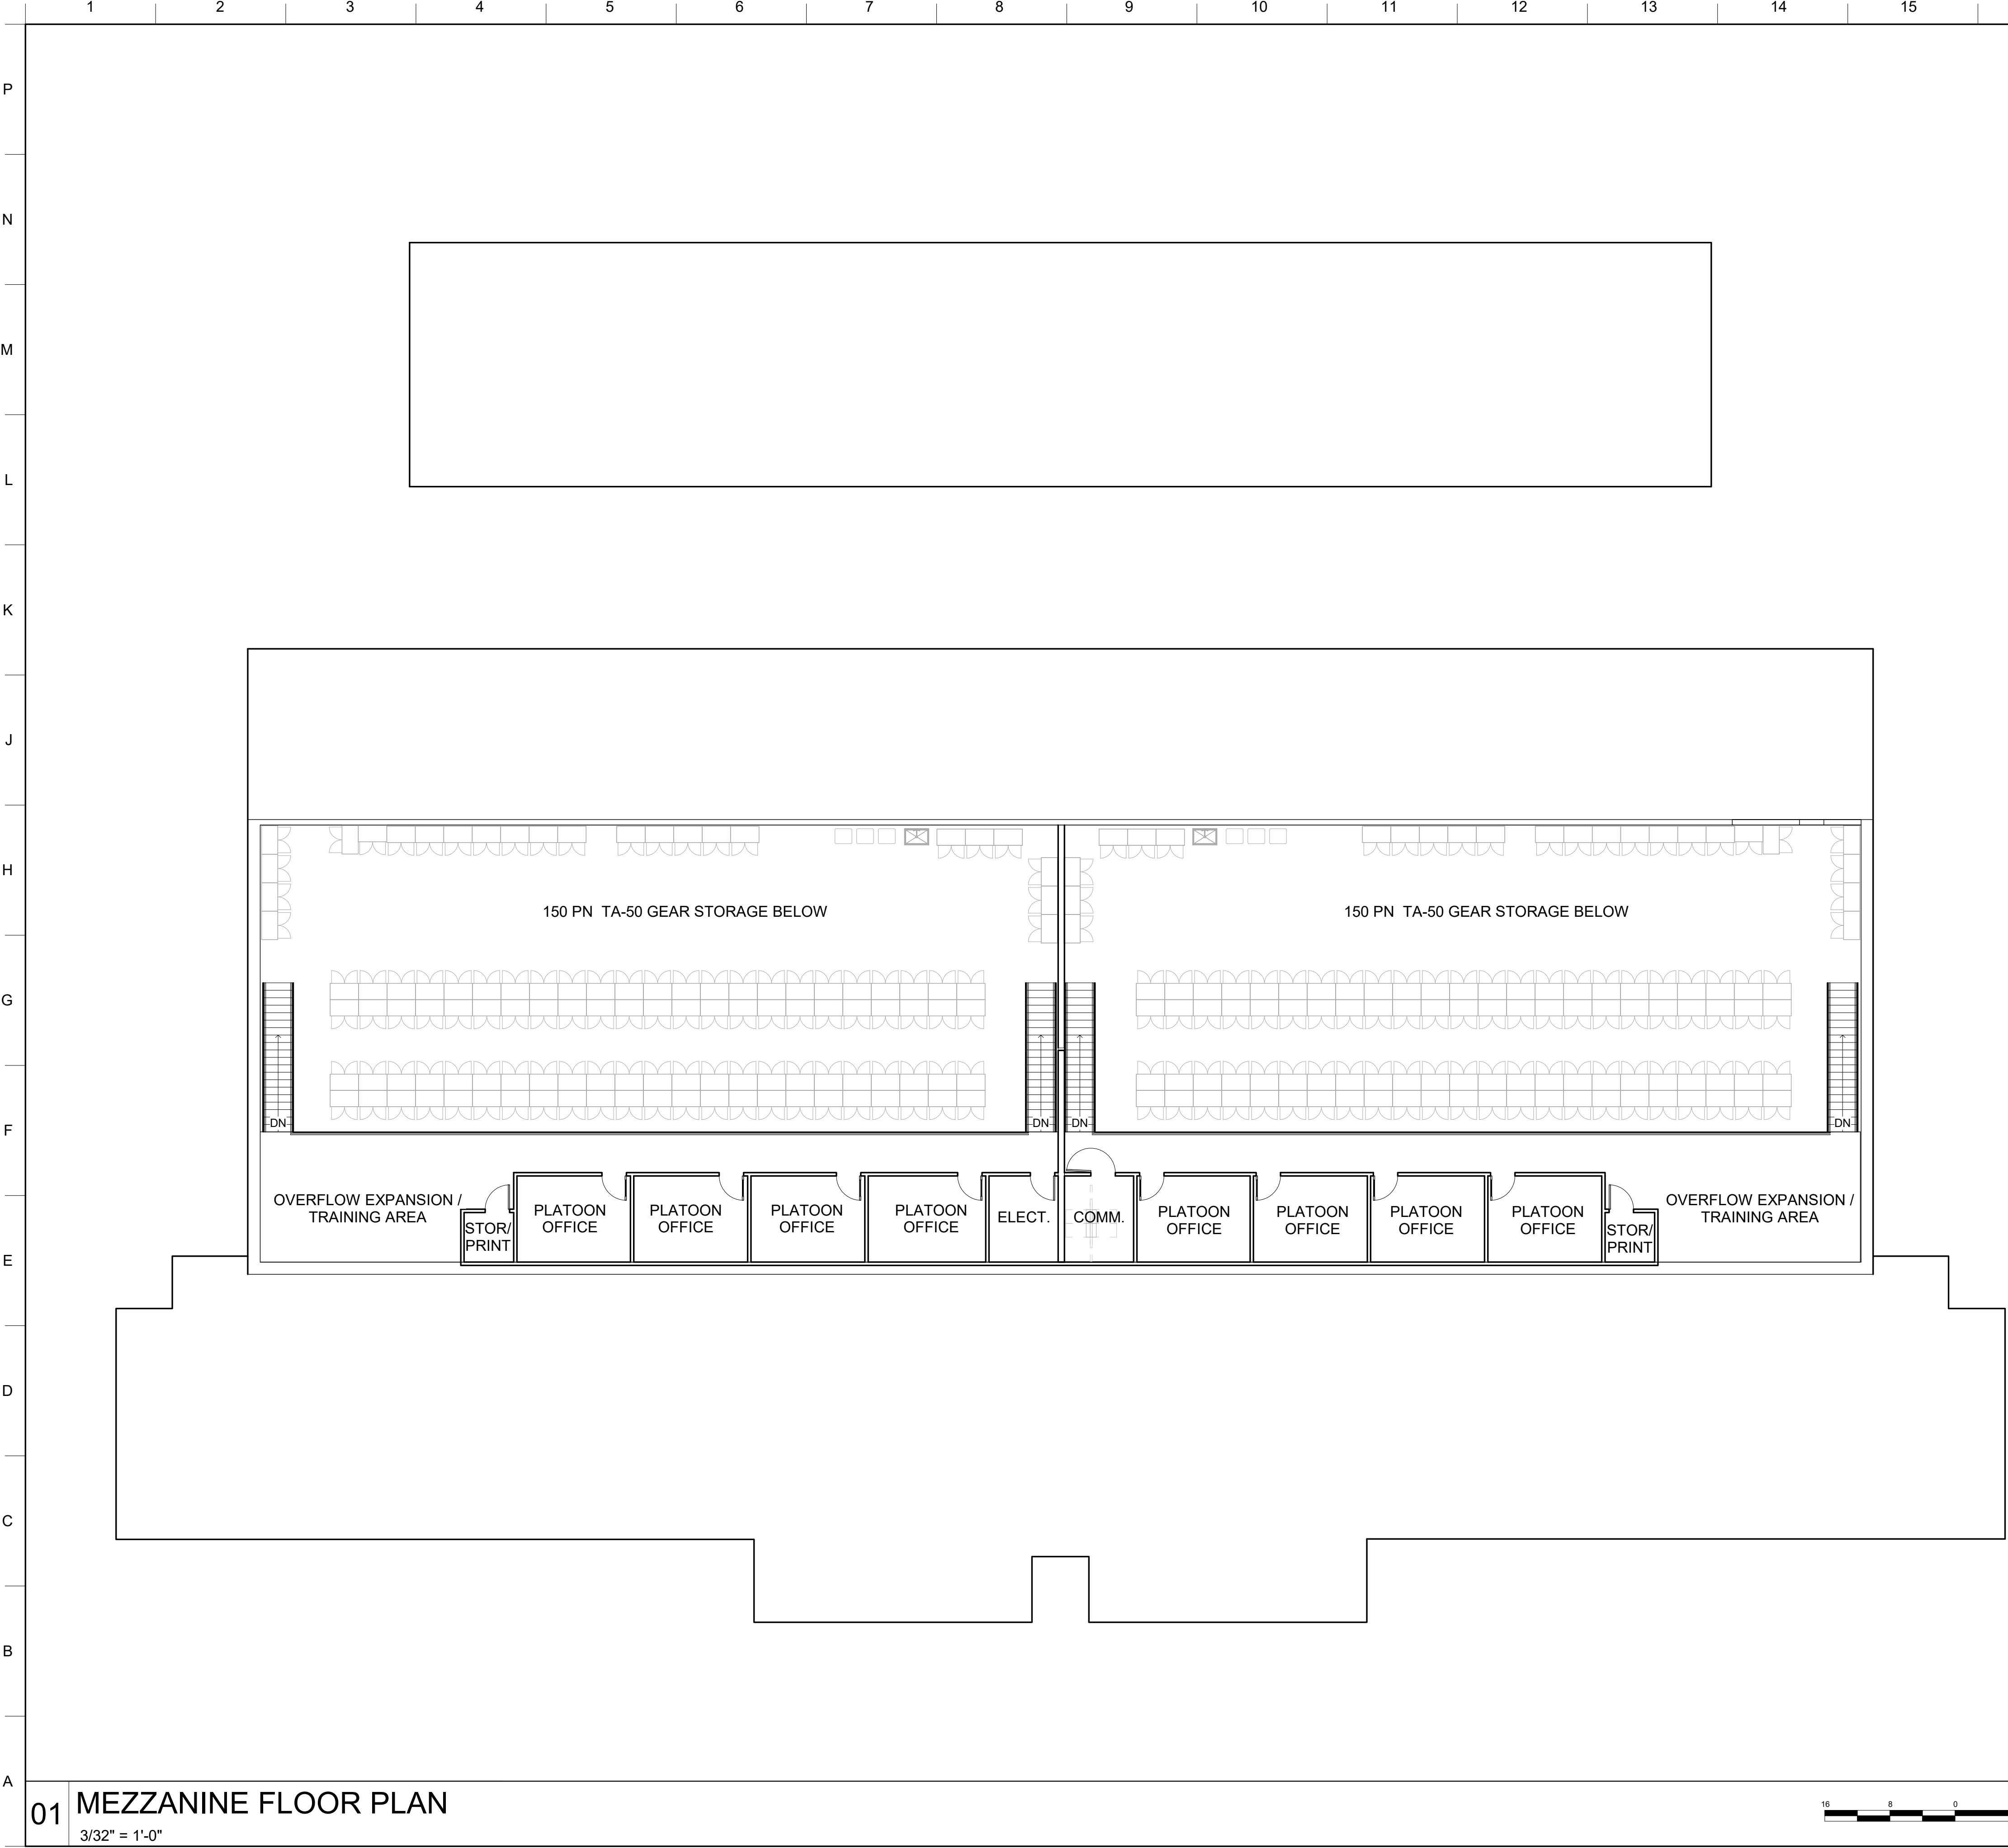 1 2 3 4 5 6 7 8 9 10 11 12 13 14 15
P
N
M
L
K
J
H
150 PN TA-50 GEAR STORAGE BELOW
150 PN TA-50 GEAR STORAGE BELOW
G
F
DN
DN
DN
DN
OVERFLOW EXPANSION /
TRAINING AREA
STOR/
PRINT
PLATOON
OFFICE
PLATOON
OFFICE
PLATOON
OFFICE
PLATOON
OFFICE
ELECT.
COMM.
PLATOON
OFFICE
PLATOON
OFFICE
PLATOON
OFFICE
PLATOON
OFFICE
STOR/
PRINT
OVERFLOW EXPANSION /
TRAINING AREA
E
D
C
B
A
01
MEZZANINE FLOOR PLAN
3/32" = 1'-0"
16 8 0